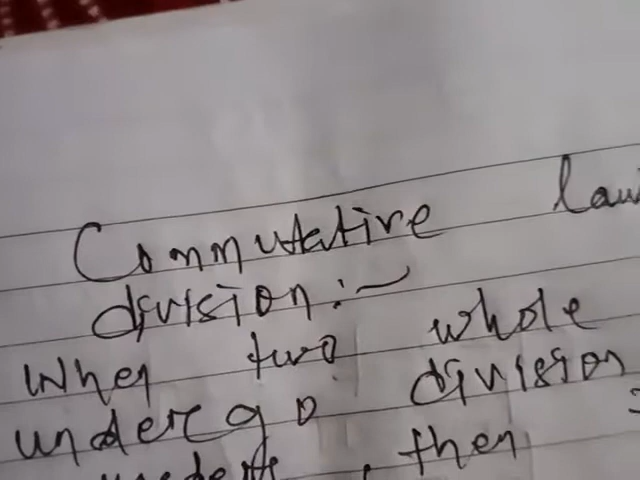 Commutative law
division :-
When two whole
undergo division
then